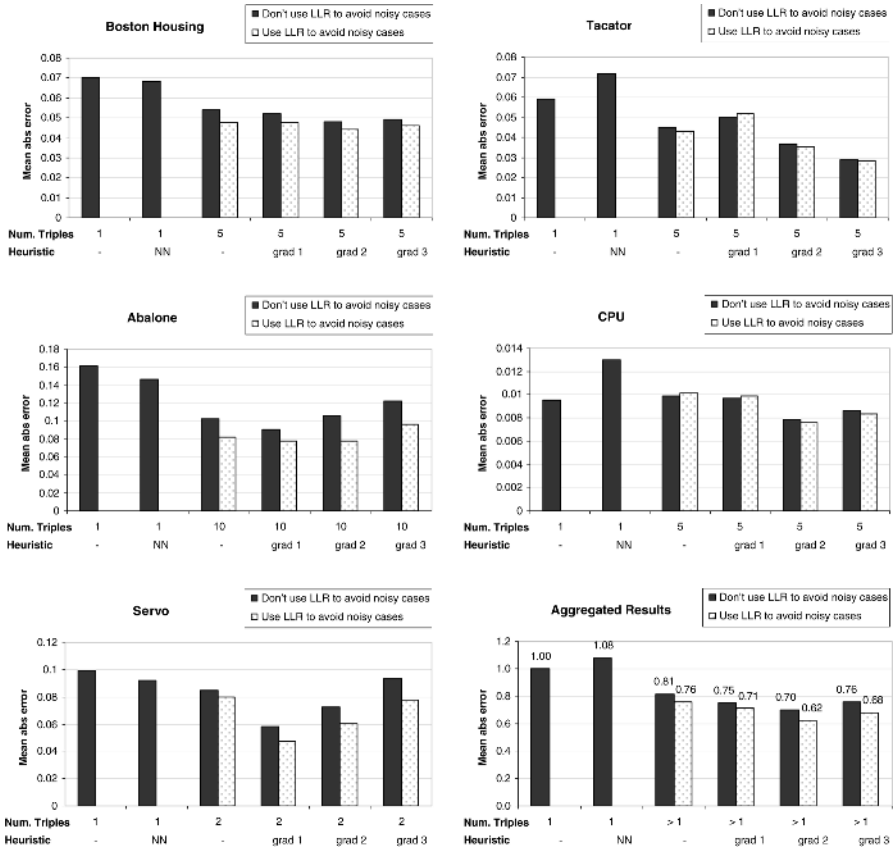 Boston Housing
Don't use LLR to avoid noisy cases
Use LLR to avoid noisy cases
Mean abs error
0.08
0.07
0.06
0.05
0.04
0.03
0.02
0.01
0
Num. Triples 1 1 5 5 5 5
Heuristic - NN - grad 1 grad 2 grad 3
Tacator
Don't use LLR to avoid noisy cases
Use LLR to avoid noisy cases
Mean abs error
0.08
0.07
0.06
0.05
0.04
0.03
0.02
0.01
0
Num. Triples 1 1 5 5 5 5
Heuristic - NN - grad 1 grad 2 grad 3
Abalone
Don't use LLR to avoid noisy cases
Use LLR to avoid noisy cases
Mean abs error
0.18
0.16
0.14
0.12
0.1
0.08
0.06
0.04
0.02
0
Num. Triples 1 1 10 10 10 10
Heuristic - NN - grad 1 grad 2 grad 3
CPU
Don't use LLR to avoid noisy cases
Use LLR to avoid noisy cases
Mean abs error
0.014
0.012
0.01
0.008
0.006
0.004
0.002
0
Num. Triples 1 1 5 5 5 5
Heuristic - NN - grad 1 grad 2 grad 3
Servo
Don't use LLR to avoid noisy cases
Use LLR to avoid noisy cases
Mean abs error
0.12
0.1
0.08
0.06
0.04
0.02
0
Num. Triples 1 1 2 2 2 2
Heuristic - NN - grad 1 grad 2 grad 3
Aggregated Results
Don't use LLR to avoid noisy cases
Use LLR to avoid noisy cases
Mean abs error
1.2
1.0
0.8
0.6
0.4
0.2
0.0
1.00 1.08 0.81 0.76 0.75 0.71 0.70 0.62 0.76 0.68
Num. Triples 1 1 > 1 > 1 > 1 > 1
Heuristic - NN - grad 1 grad 2 grad 3